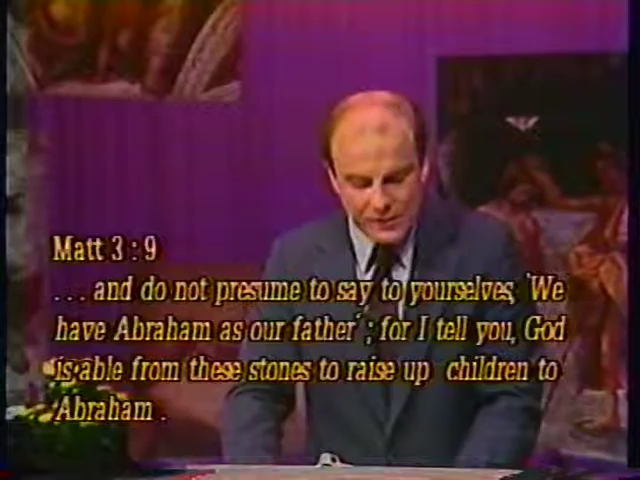 Matt 3 : 9
. . . and do not presume to say to yourselves, 'We
have Abraham as our father' ; for I tell you, God
is able from these stones to raise up children to
Abraham .